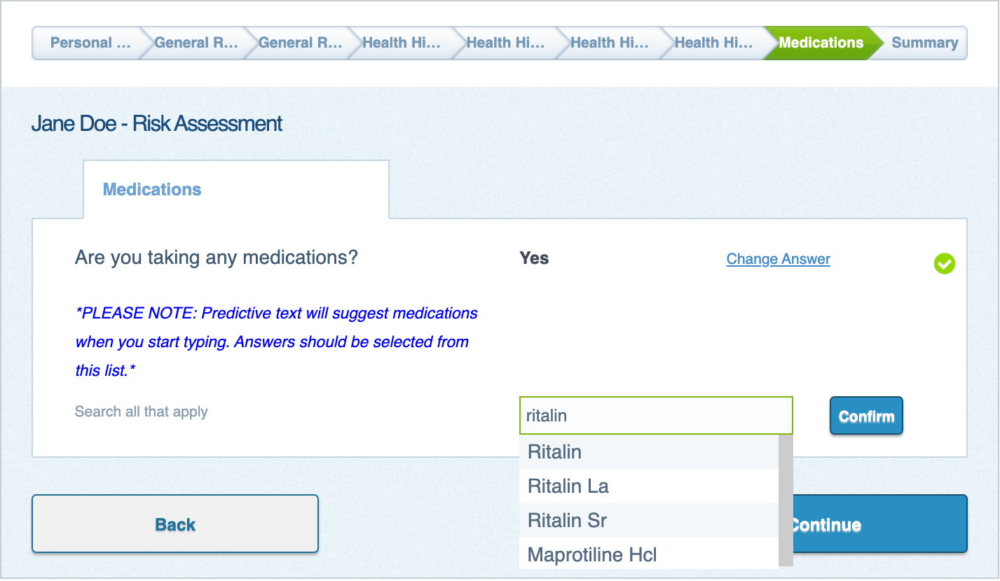 Personal ...
General R...
General R...
Health Hi...
Health Hi...
Health Hi...
Health Hi...
Medications
Summary
Jane Doe - Risk Assessment
Medications
Are you taking any medications?
Yes
Change Answer
*PLEASE NOTE: Predictive text will suggest medications
when you start typing. Answers should be selected from
this list.*
Search all that apply
ritalin
Confirm
Ritalin
Ritalin La
Ritalin Sr
Maprotiline Hcl
Back
Continue